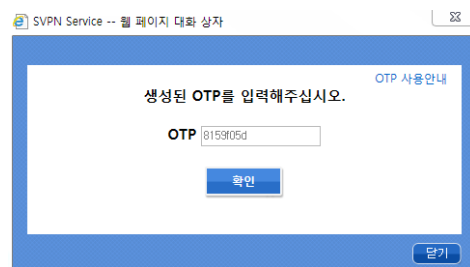 SVPN Service -- 웹 페이지 대화 상자
OTP 사용안내
생성된 OTP를 입력해주십시오.
OTP 8159f05d
확인
닫기